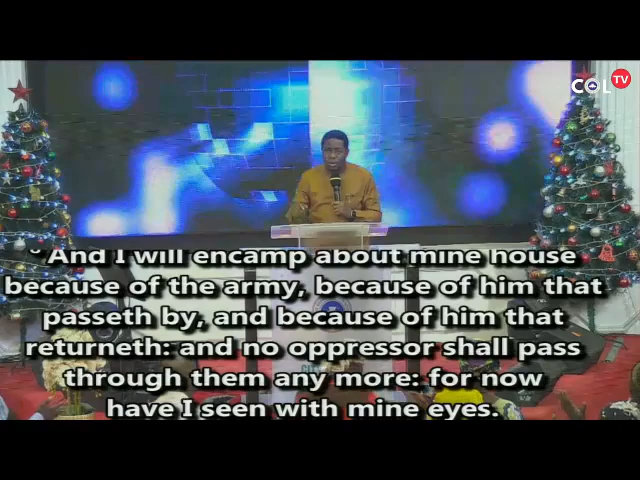 COL TV
"And I will encamp about mine house
because of the army, because of him that
passeth by, and because of him that
returneth: and no oppressor shall pass
through them any more: for now
have I seen with mine eyes.